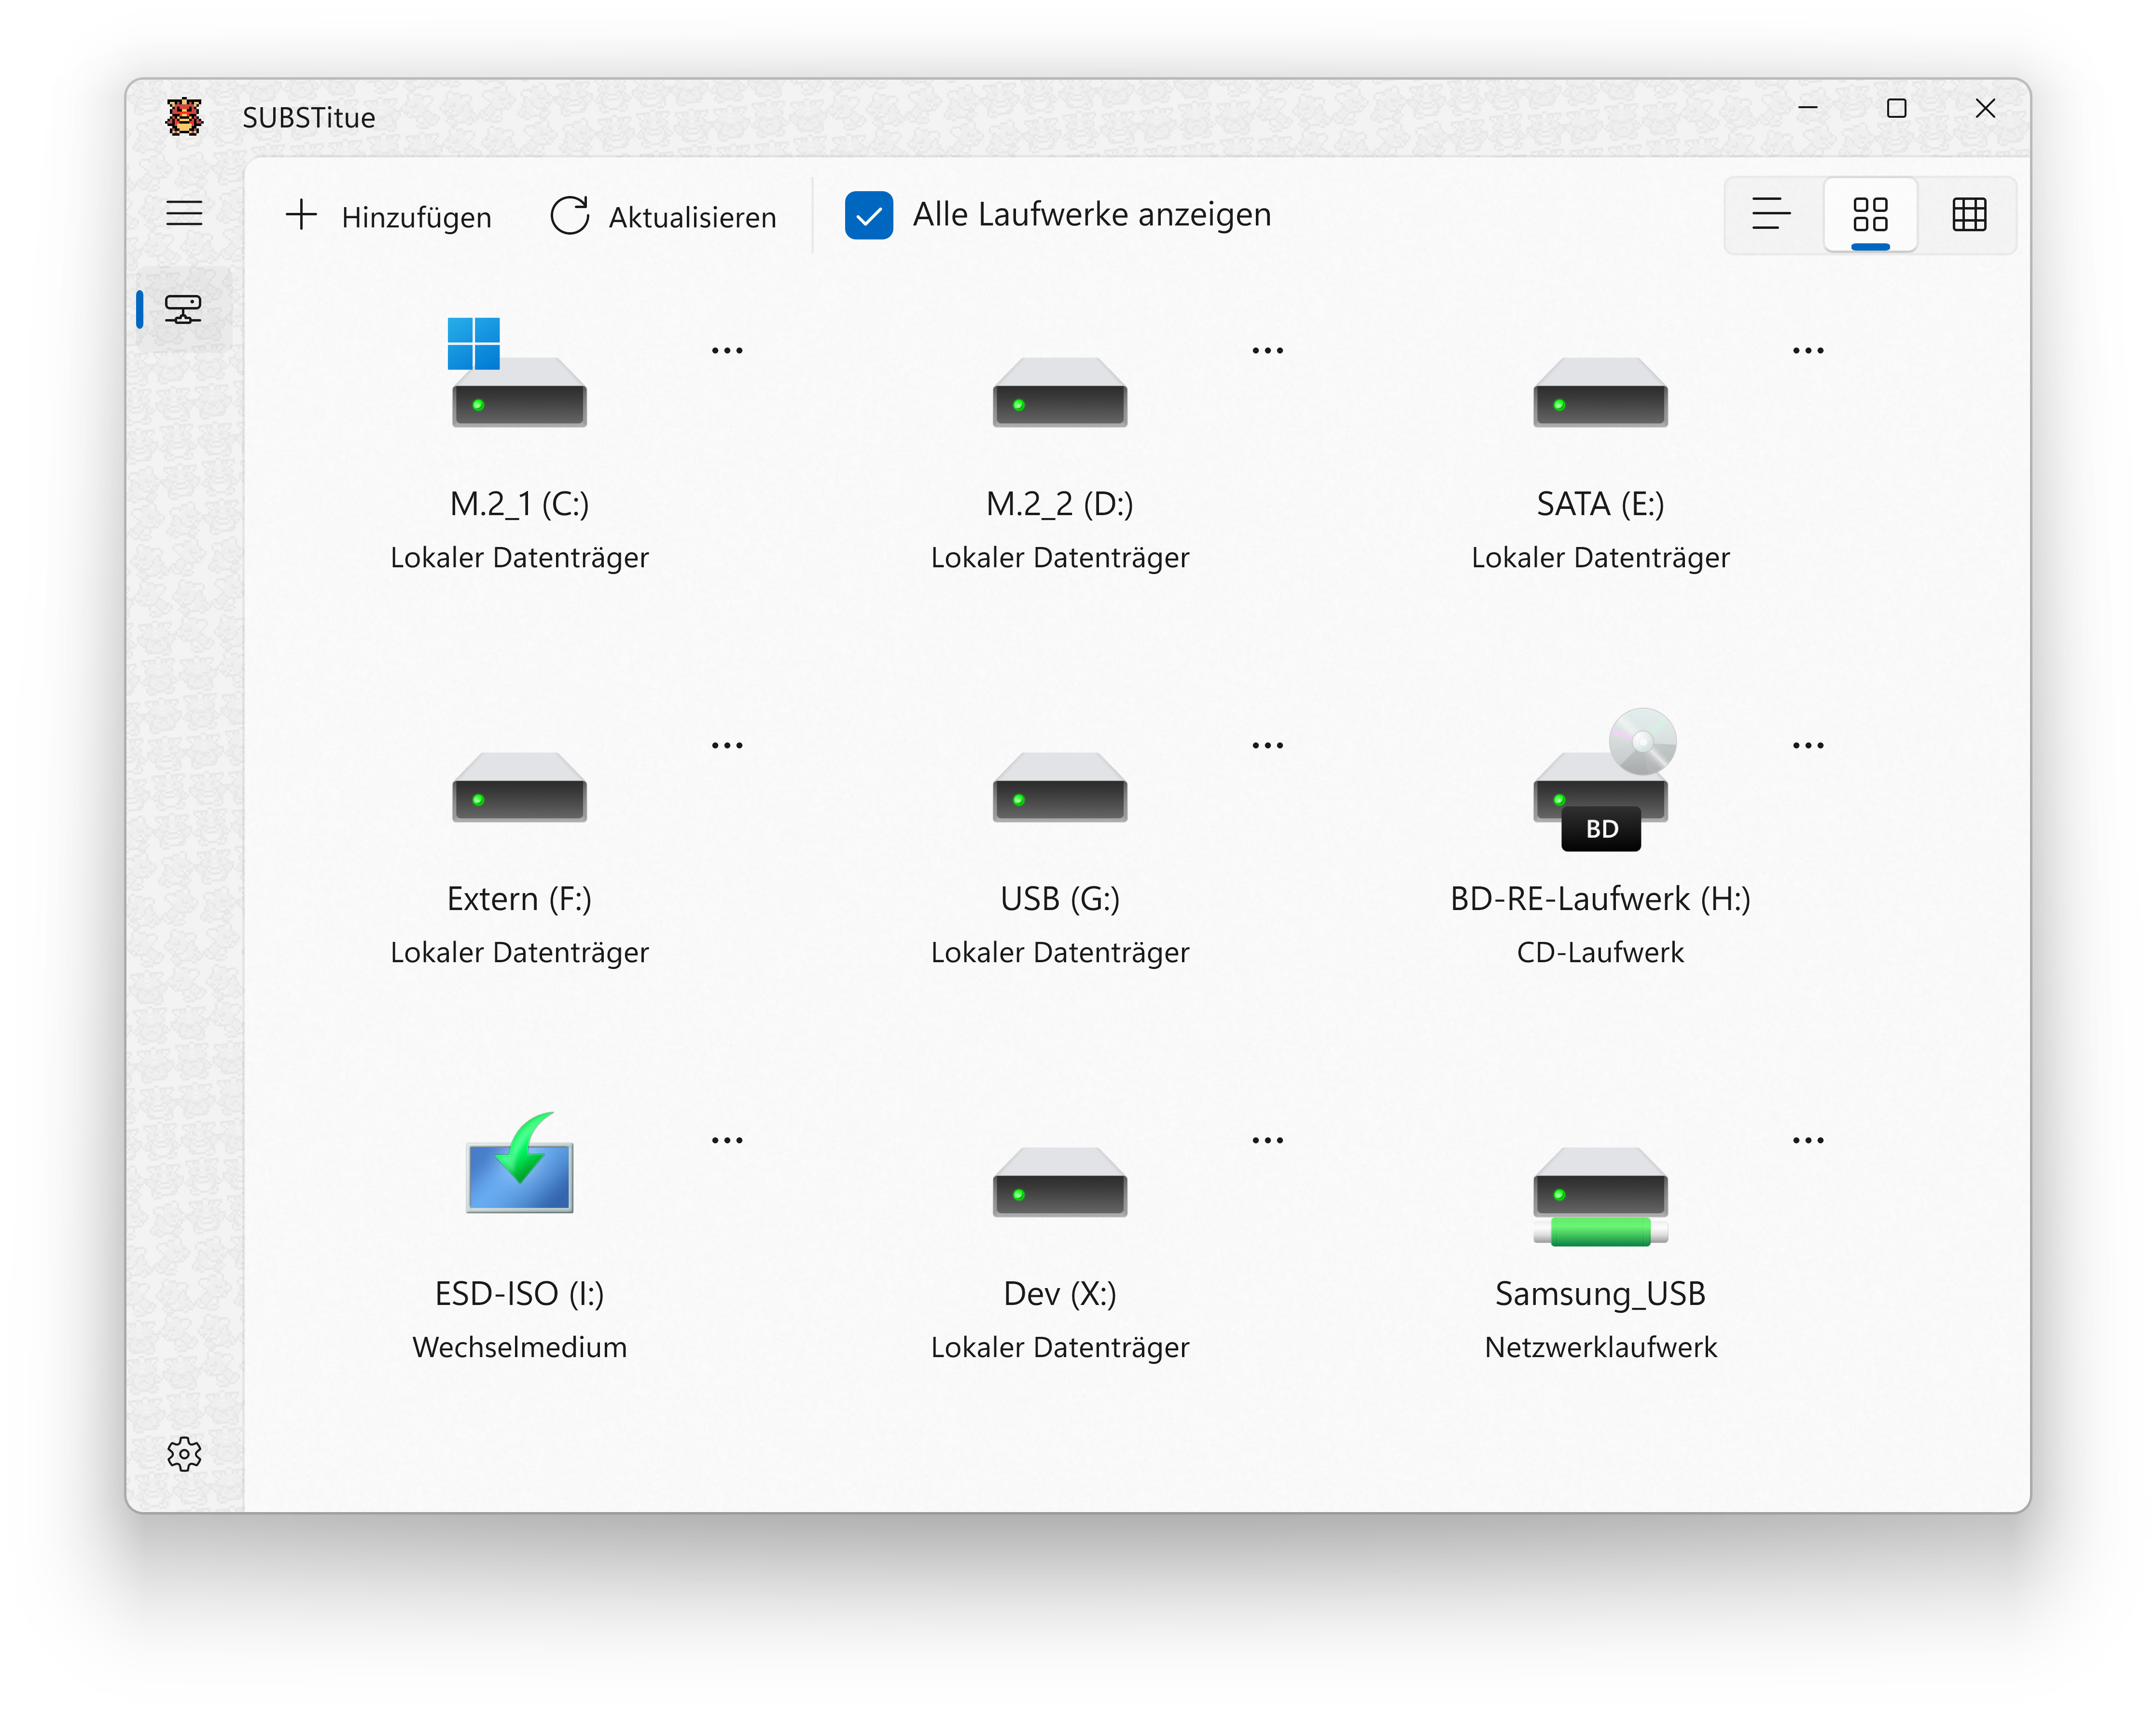 SUBSTitue
Hinzufügen
Aktualisieren
Alle Laufwerke anzeigen
M.2_1 (C:)
Lokaler Datenträger
M.2_2 (D:)
Lokaler Datenträger
SATA (E:)
Lokaler Datenträger
Extern (F:)
Lokaler Datenträger
USB (G:)
Lokaler Datenträger
BD
BD-RE-Laufwerk (H:)
CD-Laufwerk
ESD-ISO (I:)
Wechselmedium
Dev (X:)
Lokaler Datenträger
Samsung_USB
Netzwerklaufwerk